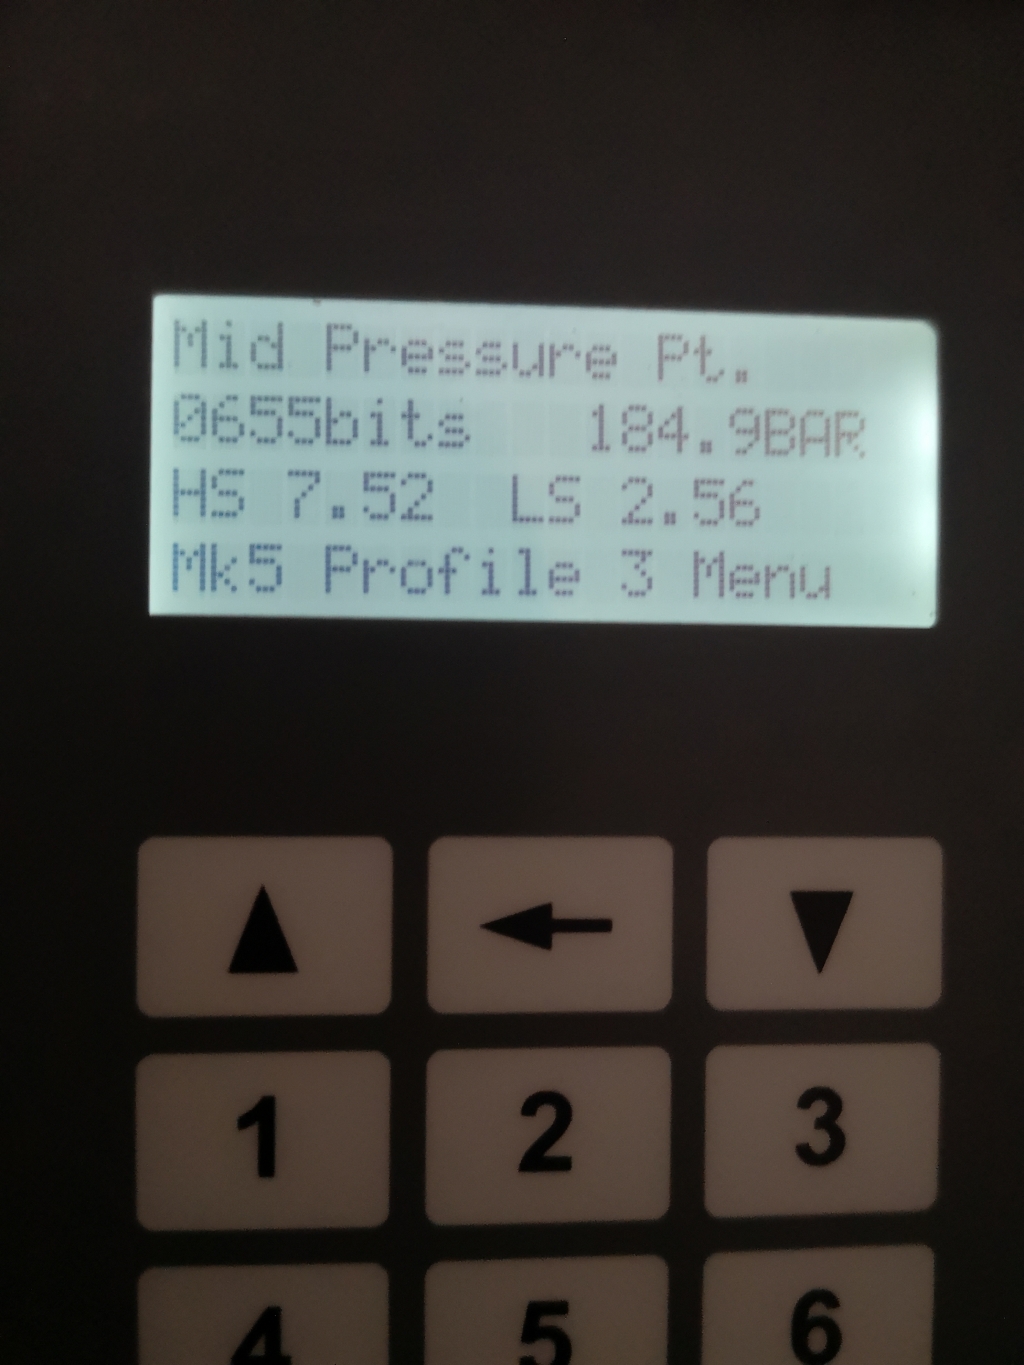 Mid Pressure Pt.
0655bits 184.9BAR
HS 7.52 LS 2.56
Mk5 Profile 3 Menu
1 2 3
4 5 6